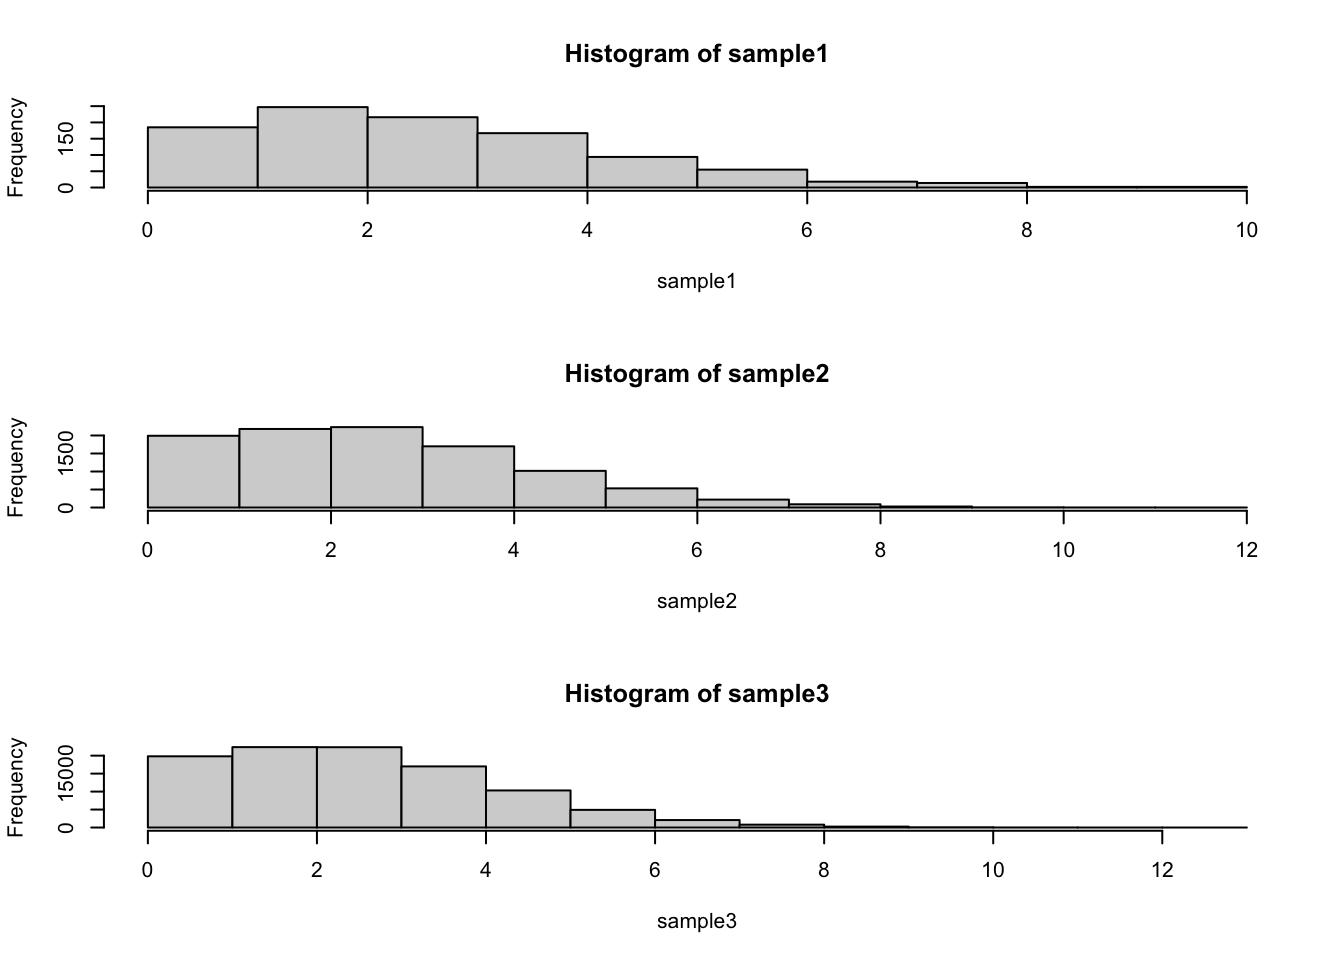 Histogram of sample1
Frequency
0 150
0 2 4 6 8 10
sample1
Histogram of sample2
Frequency
0 1500
0 2 4 6 8 10 12
sample2
Histogram of sample3
Frequency
0 15000
0 2 4 6 8 10 12
sample3